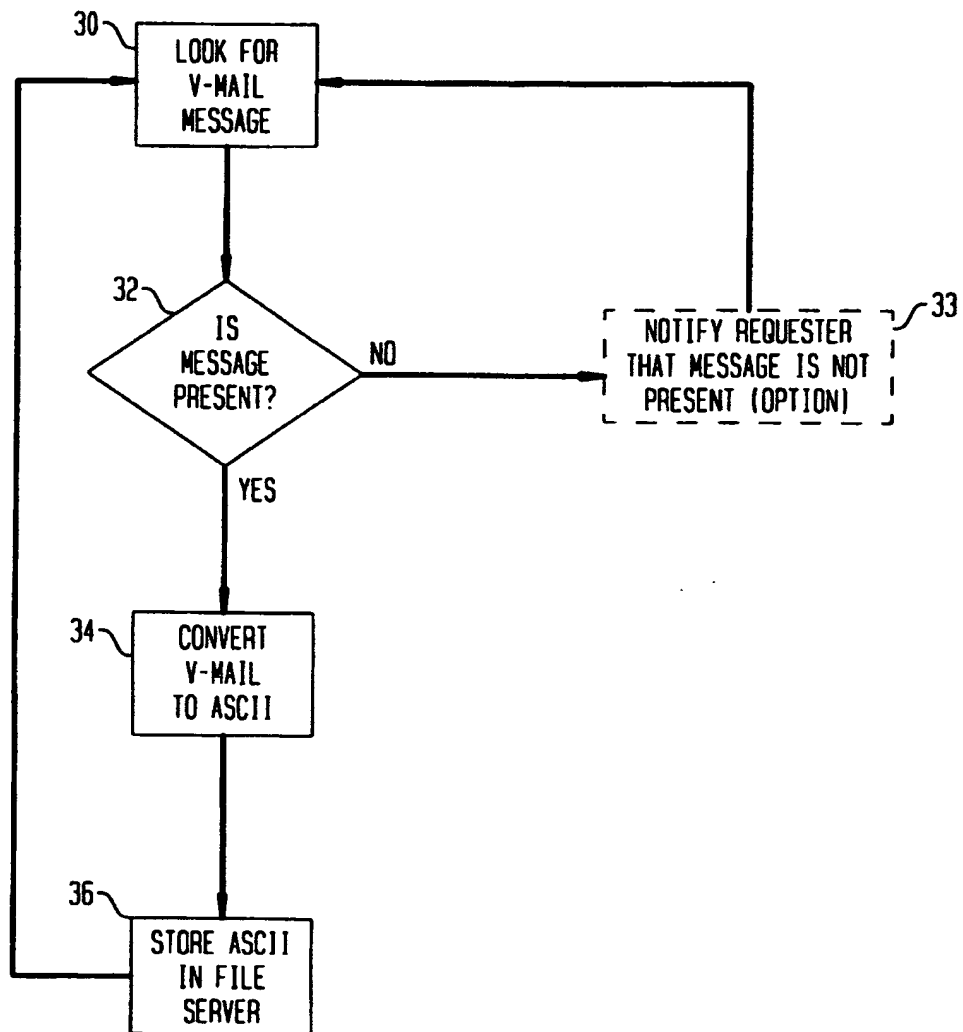 30
LOOK FOR
V-MAIL
MESSAGE
32
IS
MESSAGE
PRESENT?
NO
33
NOTIFY REQUESTER
THAT MESSAGE IS NOT
PRESENT (OPTION)
YES
34
CONVERT
V-MAIL
TO ASCII
36
STORE ASCII
IN FILE
SERVER